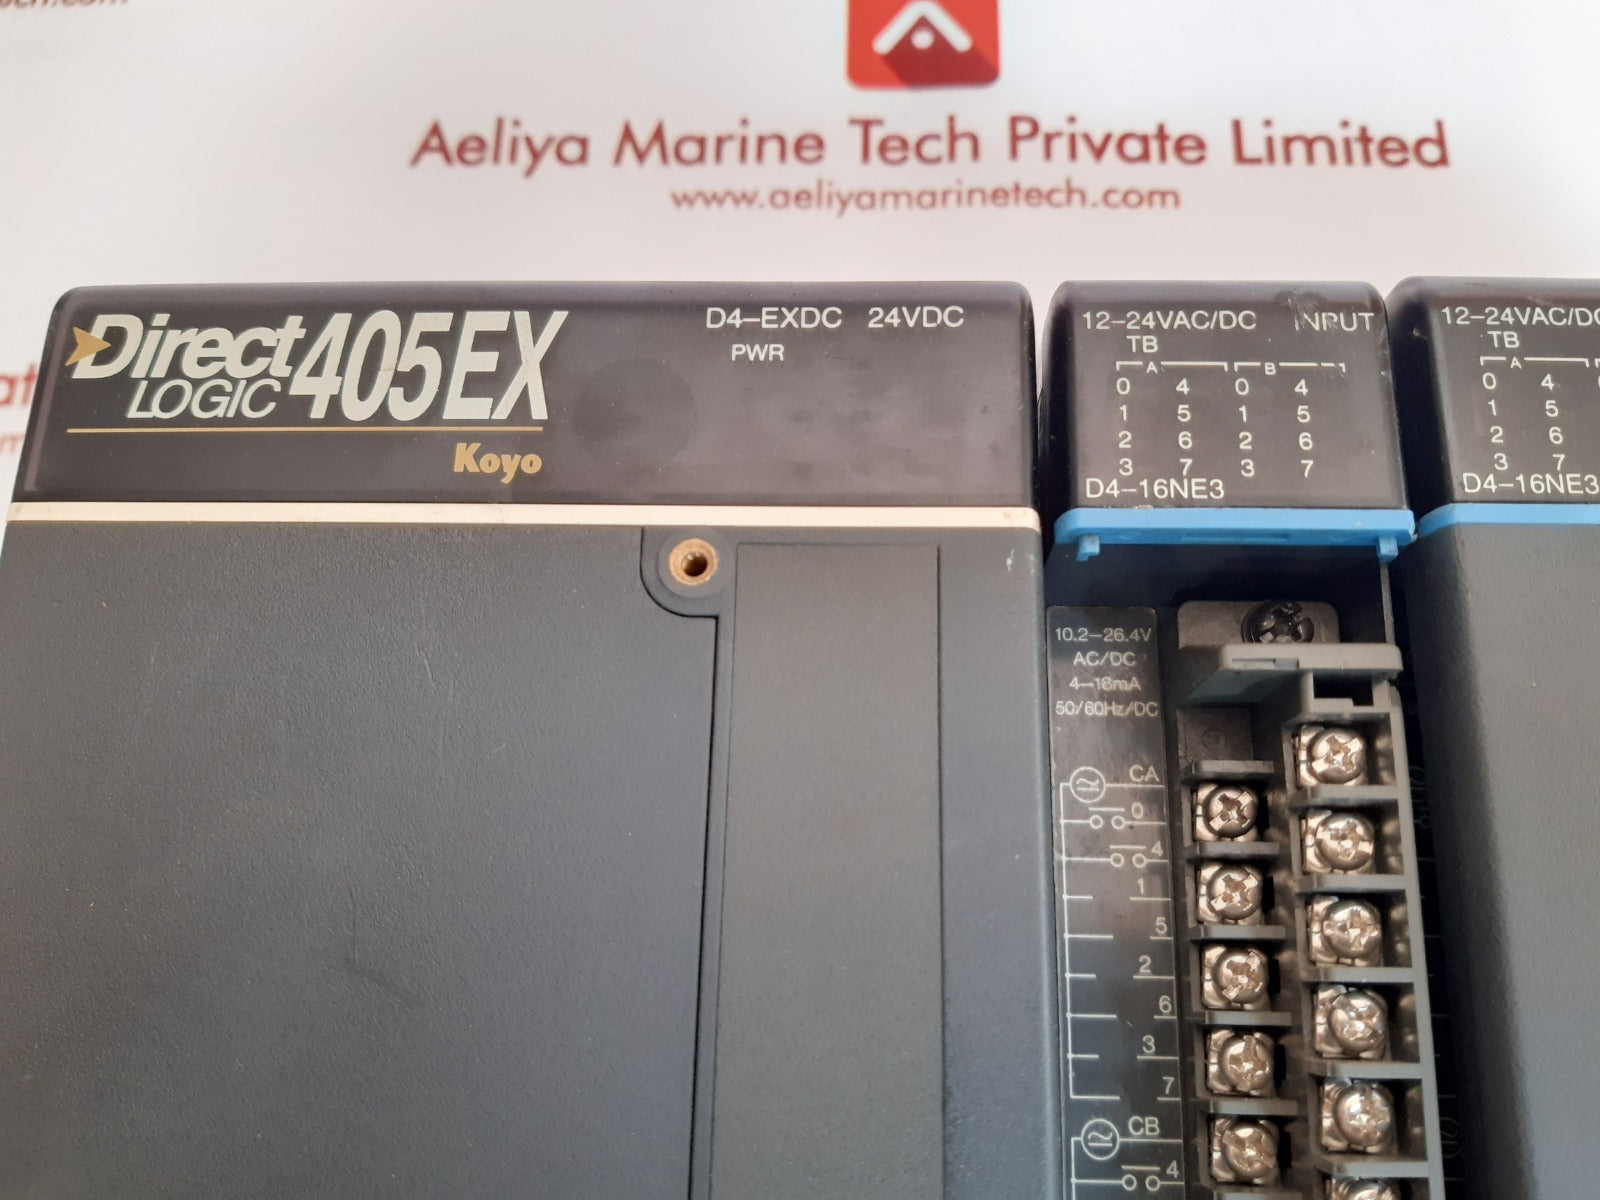 ech.com
Aeliya Marine Tech Private Limited
www.aeliyamarinetech.com
Direct LOGIC 405EX
Koyo
D4-EXDC 24VDC
PWR
12-24VAC/DC INPUT
TB
A B
0 4 0 4
1 5 1 5
2 6 2 6
3 7 3 7
D4-16NE3
12-24VAC/DC
TB
A
0 4
1 5
2 6
3 7
D4-16NE3
10.2-26.4V
AC/DC
4-18mA
50/60Hz/DC
CA
0
4
1
5
2
6
3
7
CB
4